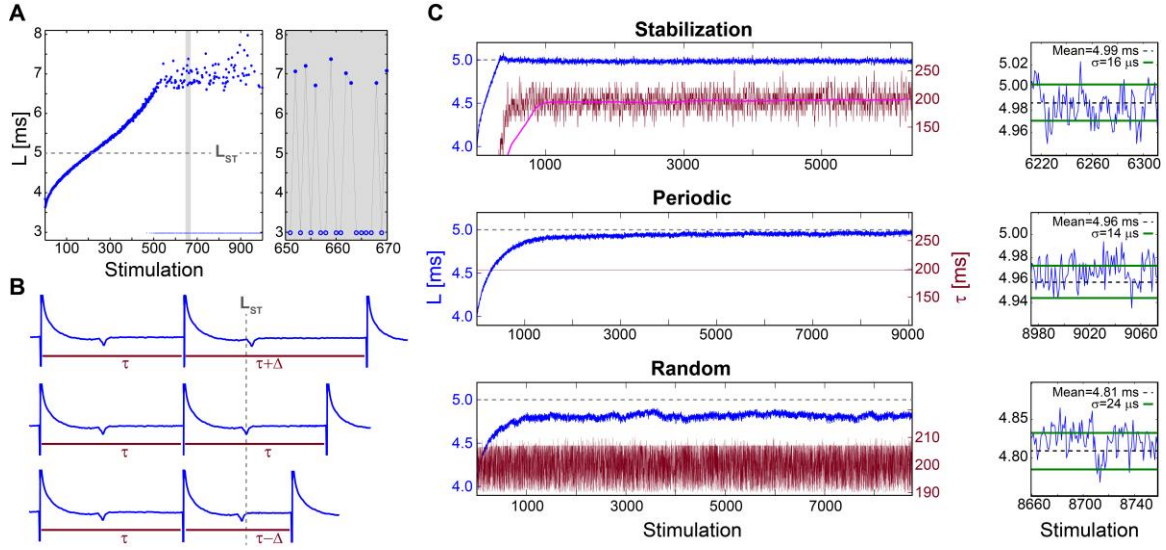 A
L [ms]
8
7
6
5
4
3
L_ST
100 300 500 700 900
Stimulation
8
7
6
5
4
3
650 660 670
B
L_ST
τ
τ+Δ
τ
τ
τ
τ−Δ
C
Stabilization
5.0
4.5
4.0
250
200
150
1000 3000 5000
Mean=4.99 ms
σ=16 μs
5.02
5.00
4.98
4.96
6220 6260 6300
Periodic
L [ms]
5.0
4.5
4.0
250
200
150
τ [ms]
1000 3000 5000 7000 9000
Mean=4.96 ms
σ=14 μs
5.00
4.98
4.96
4.94
8980 9020 9060
Random
5.0
4.5
4.0
210
200
190
1000 3000 5000 7000
Stimulation
Mean=4.81 ms
σ=24 μs
4.85
4.80
8660 8700 8740
Stimulation